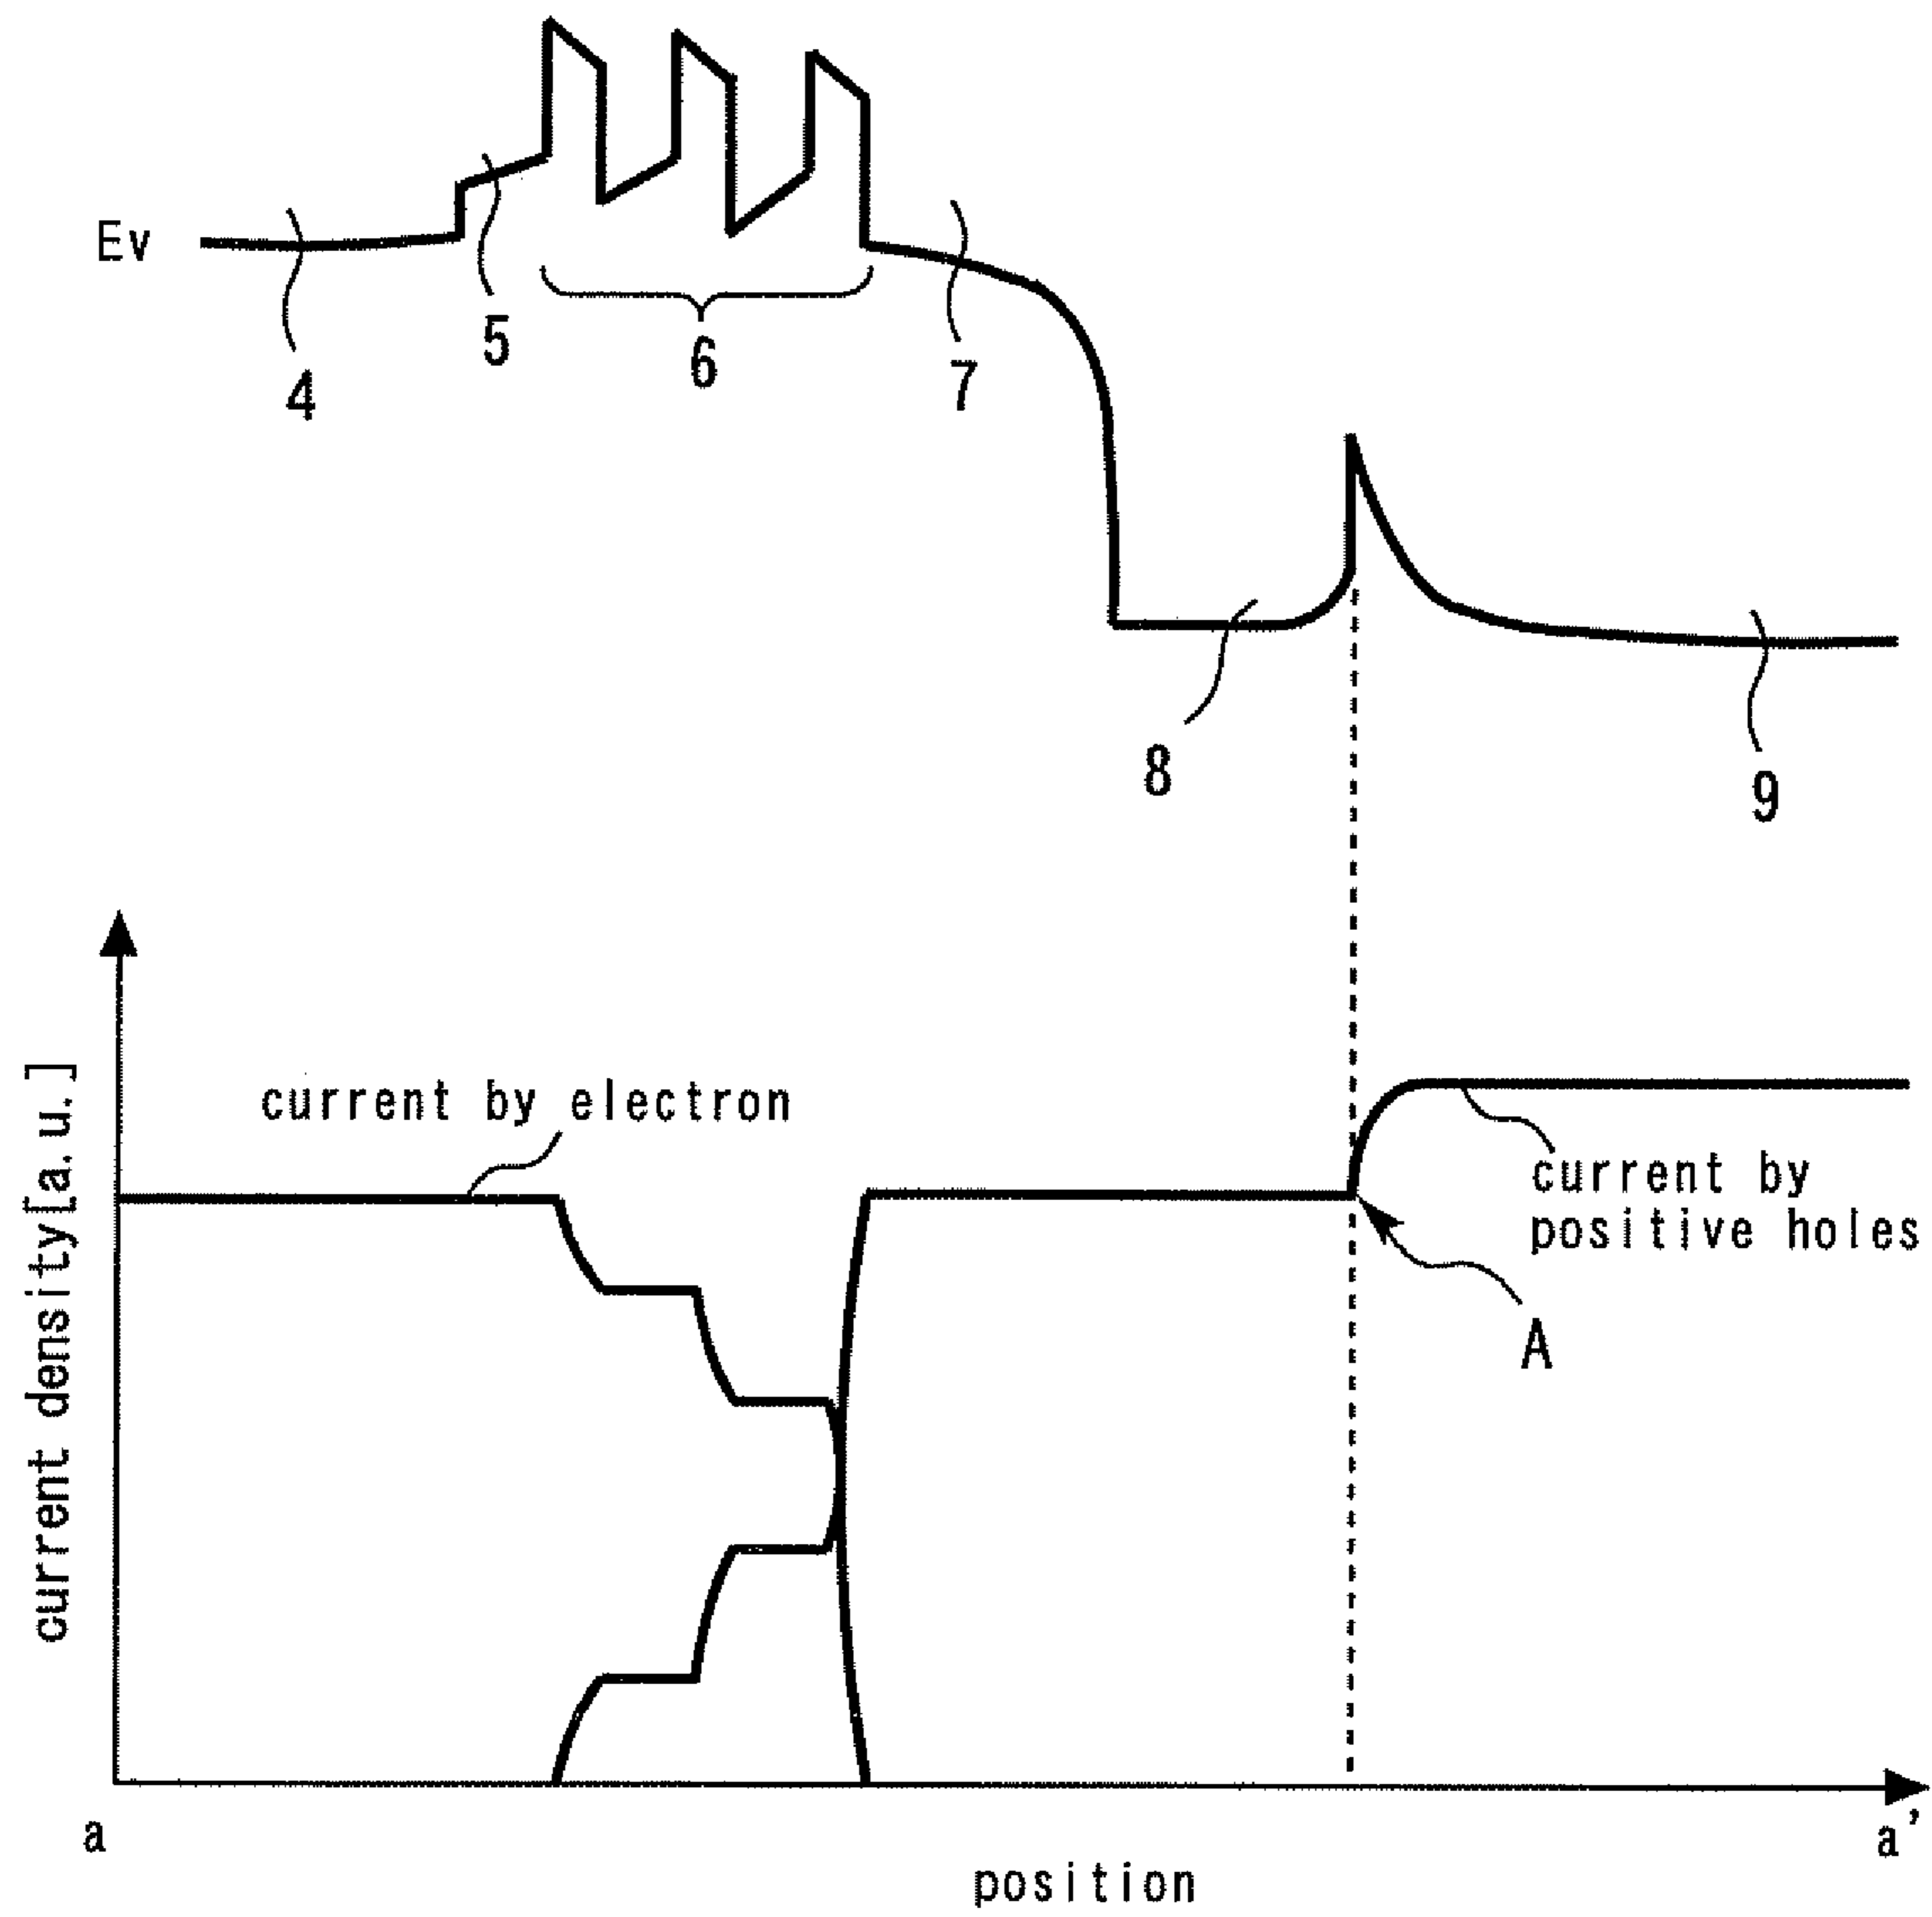 Ev
4
5
6
7
8
9
current density[a.u.]
current by electron
current by
positive holes
A
a
a'
position